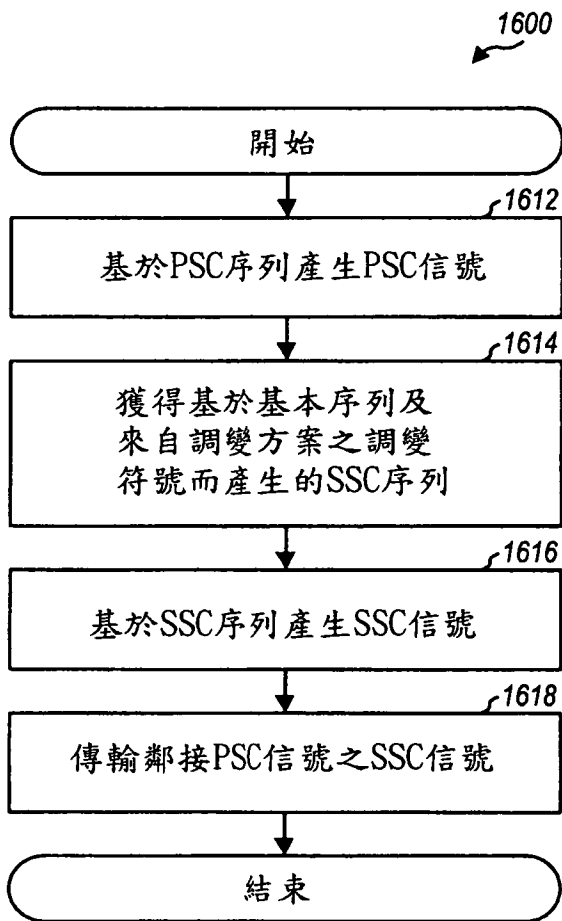 1600
開始
1612
基於PSC序列產生PSC信號
1614
獲得基於基本序列及
來自調變方案之調變
符號而產生的SSC序列
1616
基於SSC序列產生SSC信號
1618
傳輸鄰接PSC信號之SSC信號
結束